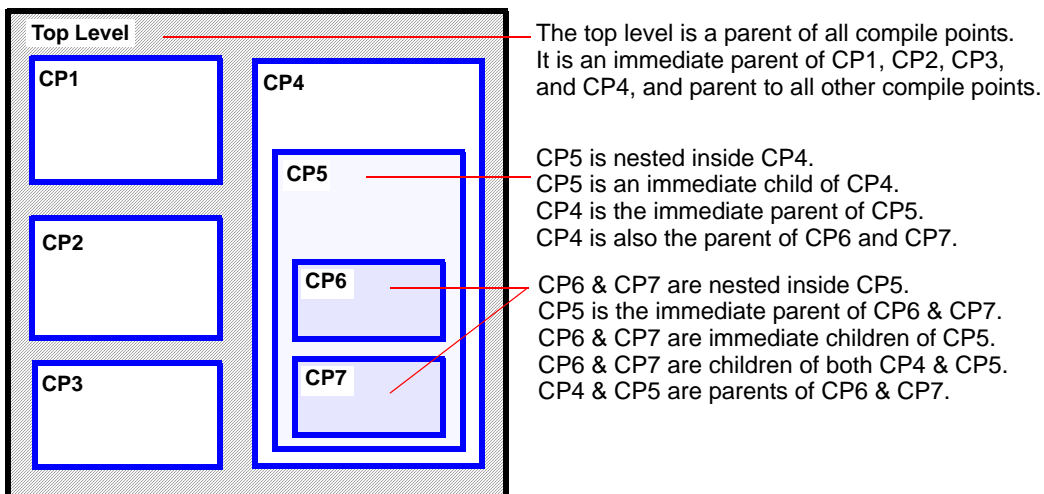 Top Level
CP1
CP2
CP3
CP4
CP5
CP6
CP7
The top level is a parent of all compile points.
It is an immediate parent of CP1, CP2, CP3,
and CP4, and parent to all other compile points.
CP5 is nested inside CP4.
CP5 is an immediate child of CP4.
CP4 is the immediate parent of CP5.
CP4 is also the parent of CP6 and CP7.
CP6 & CP7 are nested inside CP5.
CP5 is the immediate parent of CP6 & CP7.
CP6 & CP7 are immediate children of CP5.
CP6 & CP7 are children of both CP4 & CP5.
CP4 & CP5 are parents of CP6 & CP7.